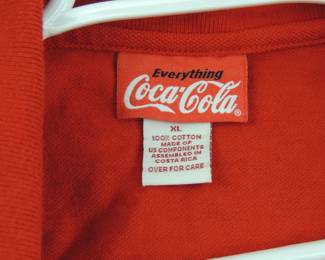 Everything
Coca-Cola®
XL
100% COTTON
MADE OF
US COMPONENTS
ASSEMBLED IN
COSTA RICA
OVER FOR CARE